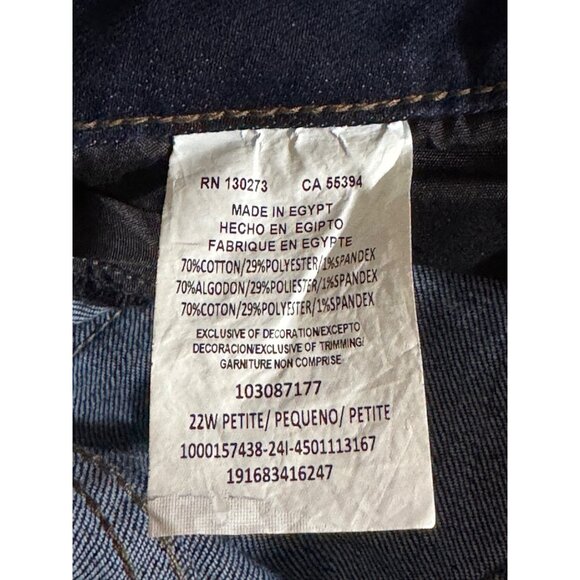 RN 130273 CA 55394
MADE IN EGYPT
HECHO EN EGIPTO
FABRIQUE EN EGYPTE
70%COTTON/29%POLYESTER/1%SPANDEX
70%ALGODON/29%POLIESTER/1%SPANDEX
70%COTON/29%POLYESTER/1%SPANDEX
EXCLUSIVE OF DECORATION/EXCEPTO
DECORACION/EXCLUSIVE OF TRIMMING/
GARNITURE NON COMPRISE
103087177
22W PETITE/ PEQUENO/ PETITE
1000157438-24I-4501113167
191683416247